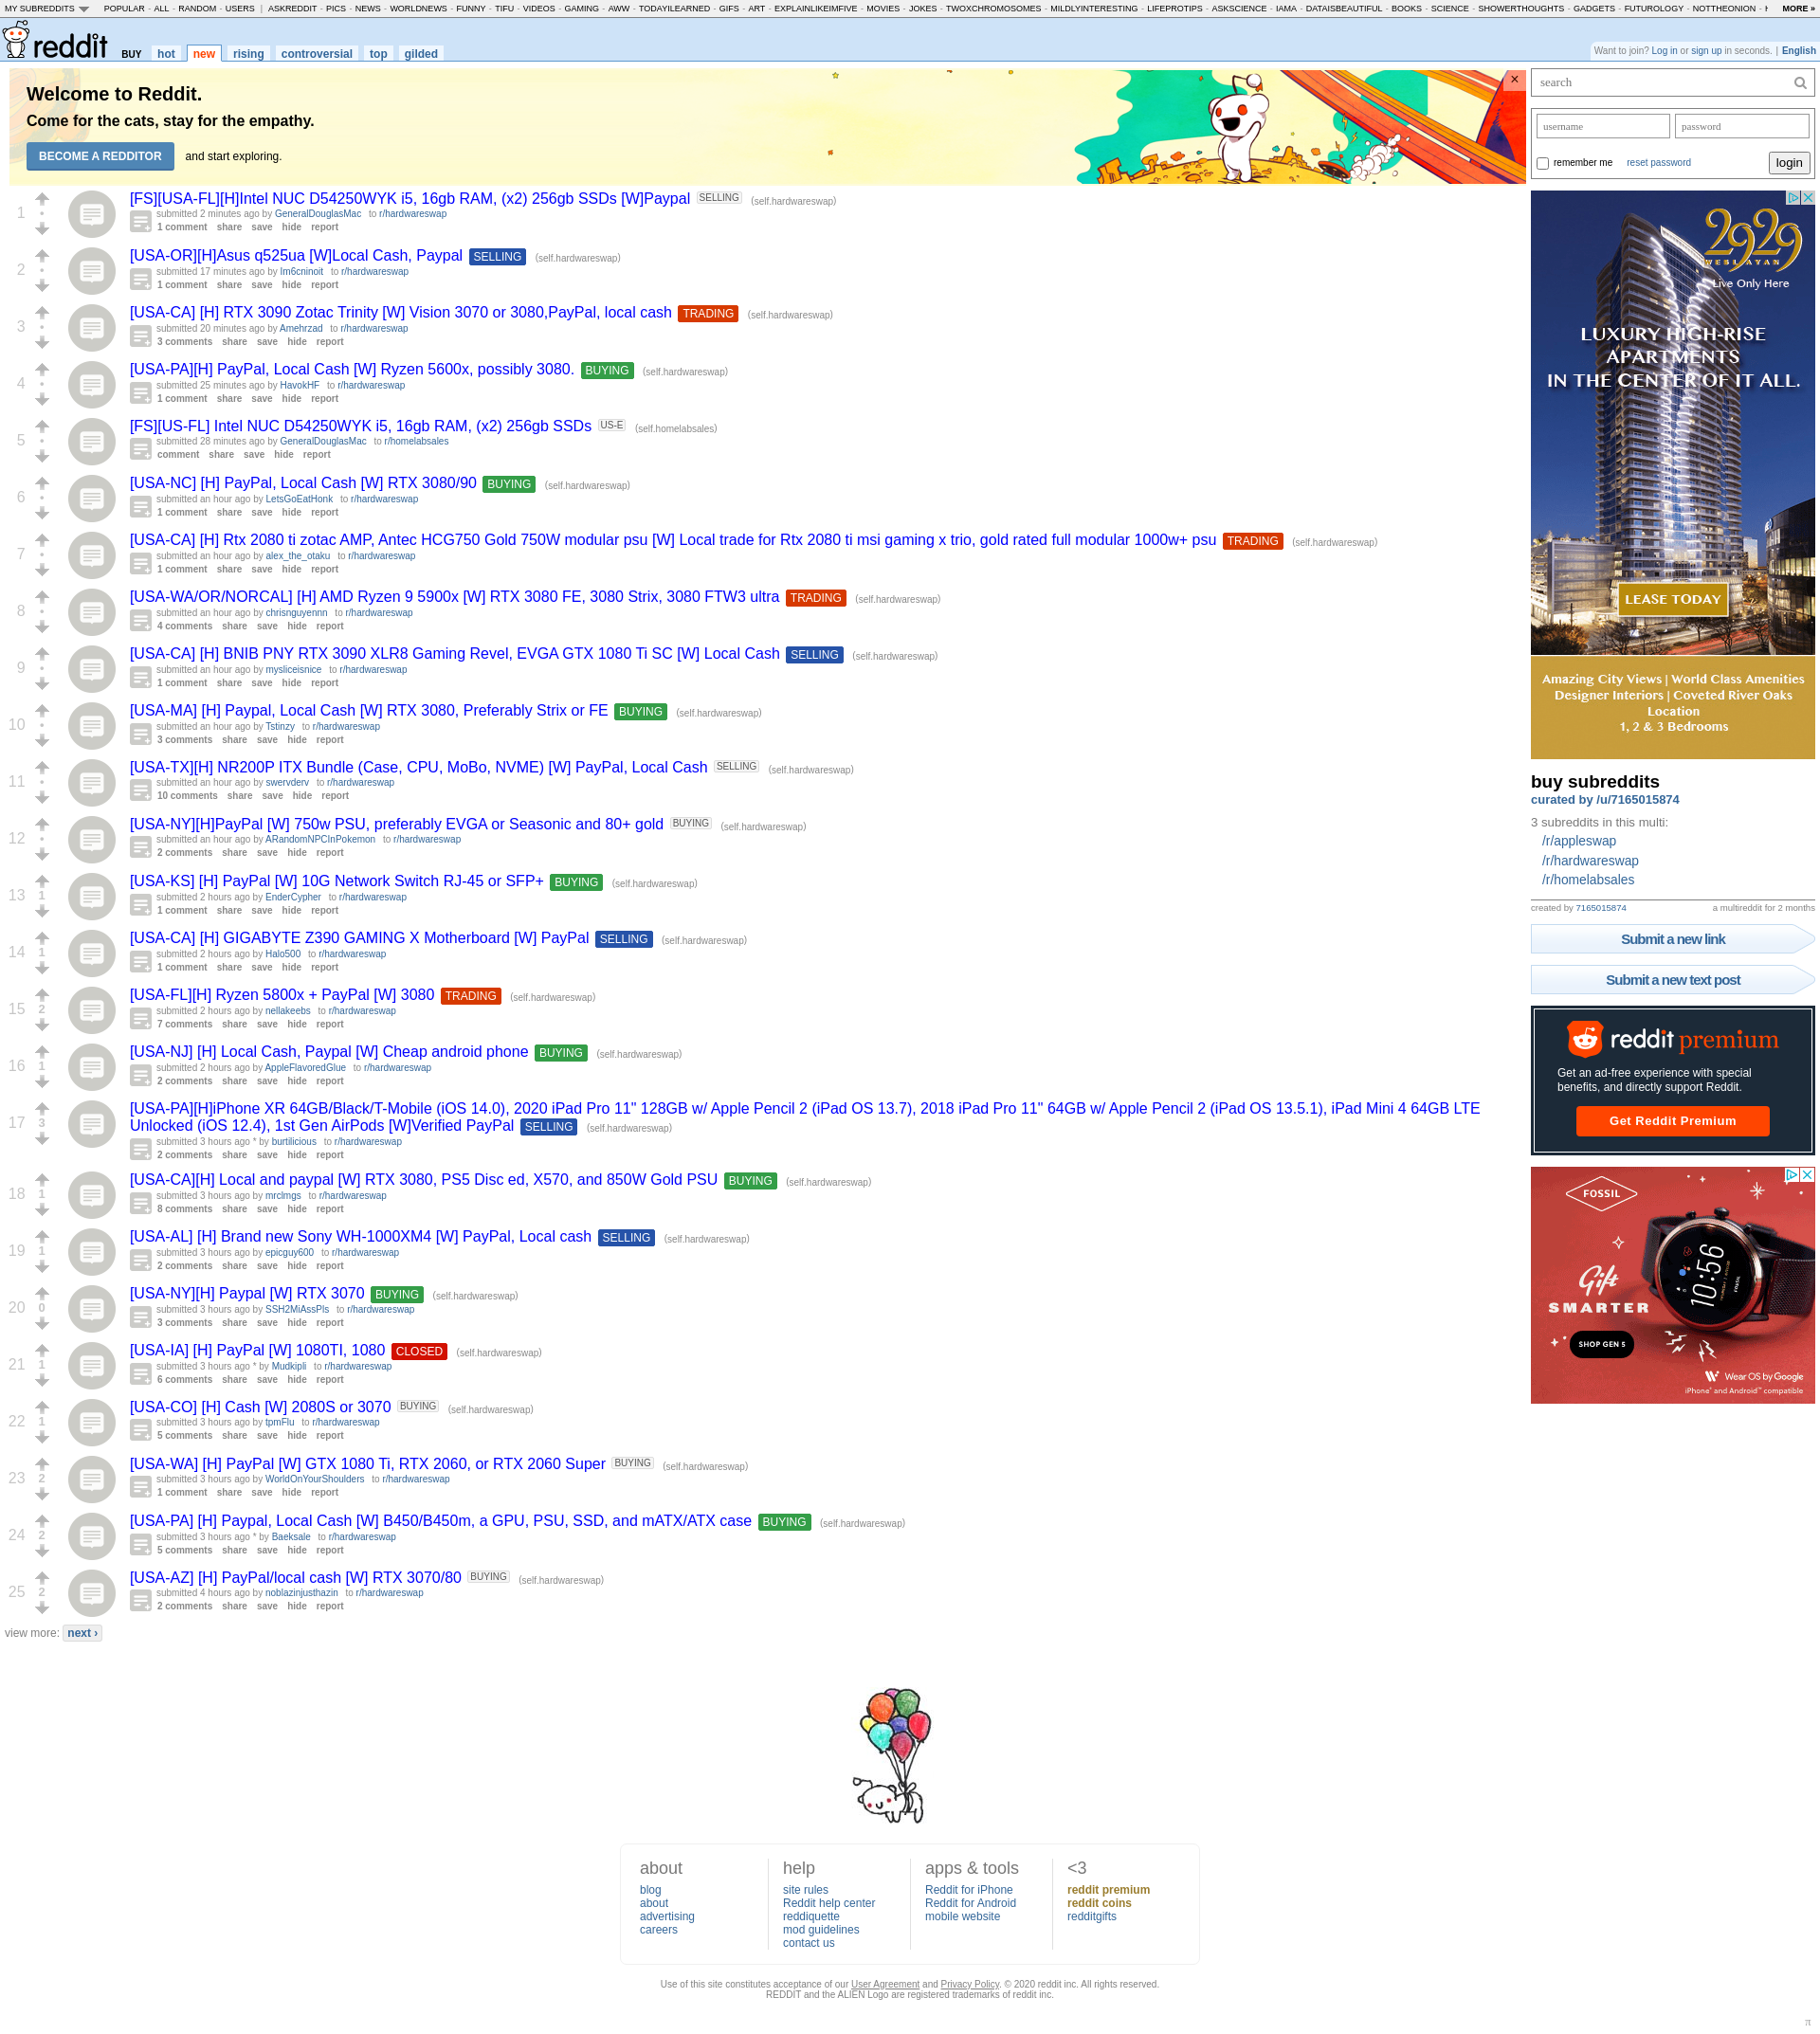 MY SUBREDDITS POPULAR - ALL - RANDOM - USERS | ASKREDDIT - PICS - NEWS - WORLDNEWS - FUNNY - TIFU - VIDEOS - GAMING - AWW - TODAYILEARNED - GIFS - ART - EXPLAINLIKEIMFIVE - MOVIES - JOKES - TWOXCHROMOSOMES - MILDLYINTERESTING - LIFEPROTIPS - ASKSCIENCE - IAMA - DATAISBEAUTIFUL - BOOKS - SCIENCE - SHOWERTHOUGHTS - GADGETS - FUTUROLOGY - NOTTHEONION - MORE »
reddit BUY hot new rising controversial top gilded
Want to join? Log in or sign up in seconds. | English
Welcome to Reddit.
Come for the cats, stay for the empathy.
BECOME A REDDITOR and start exploring.
×
1
[FS][USA-FL][H]Intel NUC D54250WYK i5, 16gb RAM, (x2) 256gb SSDs [W]Paypal SELLING (self.hardwareswap)
submitted 2 minutes ago by GeneralDouglasMac to r/hardwareswap
1 comment share save hide report
2
[USA-OR][H]Asus q525ua [W]Local Cash, Paypal SELLING (self.hardwareswap)
submitted 17 minutes ago by Im6cninoit to r/hardwareswap
1 comment share save hide report
3
[USA-CA] [H] RTX 3090 Zotac Trinity [W] Vision 3070 or 3080,PayPal, local cash TRADING (self.hardwareswap)
submitted 20 minutes ago by Amehrzad to r/hardwareswap
3 comments share save hide report
4
[USA-PA][H] PayPal, Local Cash [W] Ryzen 5600x, possibly 3080. BUYING (self.hardwareswap)
submitted 25 minutes ago by HavokHF to r/hardwareswap
1 comment share save hide report
5
[FS][US-FL] Intel NUC D54250WYK i5, 16gb RAM, (x2) 256gb SSDs US-E (self.homelabsales)
submitted 28 minutes ago by GeneralDouglasMac to r/homelabsales
comment share save hide report
6
[USA-NC] [H] PayPal, Local Cash [W] RTX 3080/90 BUYING (self.hardwareswap)
submitted an hour ago by LetsGoEatHonk to r/hardwareswap
1 comment share save hide report
7
[USA-CA] [H] Rtx 2080 ti zotac AMP, Antec HCG750 Gold 750W modular psu [W] Local trade for Rtx 2080 ti msi gaming x trio, gold rated full modular 1000w+ psu TRADING (self.hardwareswap)
submitted an hour ago by alex_the_otaku to r/hardwareswap
1 comment share save hide report
8
[USA-WA/OR/NORCAL] [H] AMD Ryzen 9 5900x [W] RTX 3080 FE, 3080 Strix, 3080 FTW3 ultra TRADING (self.hardwareswap)
submitted an hour ago by chrisnguyennn to r/hardwareswap
4 comments share save hide report
9
[USA-CA] [H] BNIB PNY RTX 3090 XLR8 Gaming Revel, EVGA GTX 1080 Ti SC [W] Local Cash SELLING (self.hardwareswap)
submitted an hour ago by mysliceisnice to r/hardwareswap
1 comment share save hide report
10
[USA-MA] [H] Paypal, Local Cash [W] RTX 3080, Preferably Strix or FE BUYING (self.hardwareswap)
submitted an hour ago by Tstinzy to r/hardwareswap
3 comments share save hide report
11
[USA-TX][H] NR200P ITX Bundle (Case, CPU, MoBo, NVME) [W] PayPal, Local Cash SELLING (self.hardwareswap)
submitted an hour ago by swervderv to r/hardwareswap
10 comments share save hide report
12
[USA-NY][H]PayPal [W] 750w PSU, preferably EVGA or Seasonic and 80+ gold BUYING (self.hardwareswap)
submitted an hour ago by ARandomNPCInPokemon to r/hardwareswap
2 comments share save hide report
13 1
[USA-KS] [H] PayPal [W] 10G Network Switch RJ-45 or SFP+ BUYING (self.hardwareswap)
submitted 2 hours ago by EnderCypher to r/hardwareswap
1 comment share save hide report
14 1
[USA-CA] [H] GIGABYTE Z390 GAMING X Motherboard [W] PayPal SELLING (self.hardwareswap)
submitted 2 hours ago by Halo500 to r/hardwareswap
1 comment share save hide report
15 2
[USA-FL][H] Ryzen 5800x + PayPal [W] 3080 TRADING (self.hardwareswap)
submitted 2 hours ago by nellakeebs to r/hardwareswap
7 comments share save hide report
16 1
[USA-NJ] [H] Local Cash, Paypal [W] Cheap android phone BUYING (self.hardwareswap)
submitted 2 hours ago by AppleFlavoredGlue to r/hardwareswap
2 comments share save hide report
17 3
[USA-PA][H]iPhone XR 64GB/Black/T-Mobile (iOS 14.0), 2020 iPad Pro 11" 128GB w/ Apple Pencil 2 (iPad OS 13.7), 2018 iPad Pro 11" 64GB w/ Apple Pencil 2 (iPad OS 13.5.1), iPad Mini 4 64GB LTE
Unlocked (iOS 12.4), 1st Gen AirPods [W]Verified PayPal SELLING (self.hardwareswap)
submitted 3 hours ago * by burtilicious to r/hardwareswap
2 comments share save hide report
18 1
[USA-CA][H] Local and paypal [W] RTX 3080, PS5 Disc ed, X570, and 850W Gold PSU BUYING (self.hardwareswap)
submitted 3 hours ago by mrclmgs to r/hardwareswap
8 comments share save hide report
19 1
[USA-AL] [H] Brand new Sony WH-1000XM4 [W] PayPal, Local cash SELLING (self.hardwareswap)
submitted 3 hours ago by epicguy600 to r/hardwareswap
2 comments share save hide report
20 0
[USA-NY][H] Paypal [W] RTX 3070 BUYING (self.hardwareswap)
submitted 3 hours ago by SSH2MiAssPls to r/hardwareswap
3 comments share save hide report
21 1
[USA-IA] [H] PayPal [W] 1080TI, 1080 CLOSED (self.hardwareswap)
submitted 3 hours ago * by Mudkipli to r/hardwareswap
6 comments share save hide report
22 1
[USA-CO] [H] Cash [W] 2080S or 3070 BUYING (self.hardwareswap)
submitted 3 hours ago by tpmFlu to r/hardwareswap
5 comments share save hide report
23 2
[USA-WA] [H] PayPal [W] GTX 1080 Ti, RTX 2060, or RTX 2060 Super BUYING (self.hardwareswap)
submitted 3 hours ago by WorldOnYourShoulders to r/hardwareswap
1 comment share save hide report
24 2
[USA-PA] [H] Paypal, Local Cash [W] B450/B450m, a GPU, PSU, SSD, and mATX/ATX case BUYING (self.hardwareswap)
submitted 3 hours ago * by Baeksale to r/hardwareswap
5 comments share save hide report
25 2
[USA-AZ] [H] PayPal/local cash [W] RTX 3070/80 BUYING (self.hardwareswap)
submitted 4 hours ago by noblazinjusthazin to r/hardwareswap
2 comments share save hide report
view more: next ›
search
username password
remember me reset password login
2929
WESLAYAN
Live Only Here
LUXURY HIGH-RISE
APARTMENTS
IN THE CENTER OF IT ALL.
LEASE TODAY
Amazing City Views | World Class Amenities
Designer Interiors | Coveted River Oaks
Location
1, 2 & 3 Bedrooms
buy subreddits
curated by /u/7165015874
3 subreddits in this multi:
/r/appleswap
/r/hardwareswap
/r/homelabsales
created by 7165015874 a multireddit for 2 months
Submit a new link
Submit a new text post
reddit premium
Get an ad-free experience with special
benefits, and directly support Reddit.
Get Reddit Premium
FOSSIL
10:56
Gift
SMARTER
SHOP GEN 5
Wear OS by Google
iPhone® and Android™ compatible
about
blog
about
advertising
careers
help
site rules
Reddit help center
reddiquette
mod guidelines
contact us
apps & tools
Reddit for iPhone
Reddit for Android
mobile website
<3
reddit premium
reddit coins
redditgifts
Use of this site constitutes acceptance of our User Agreement and Privacy Policy. © 2020 reddit inc. All rights reserved.
REDDIT and the ALIEN Logo are registered trademarks of reddit inc.
π